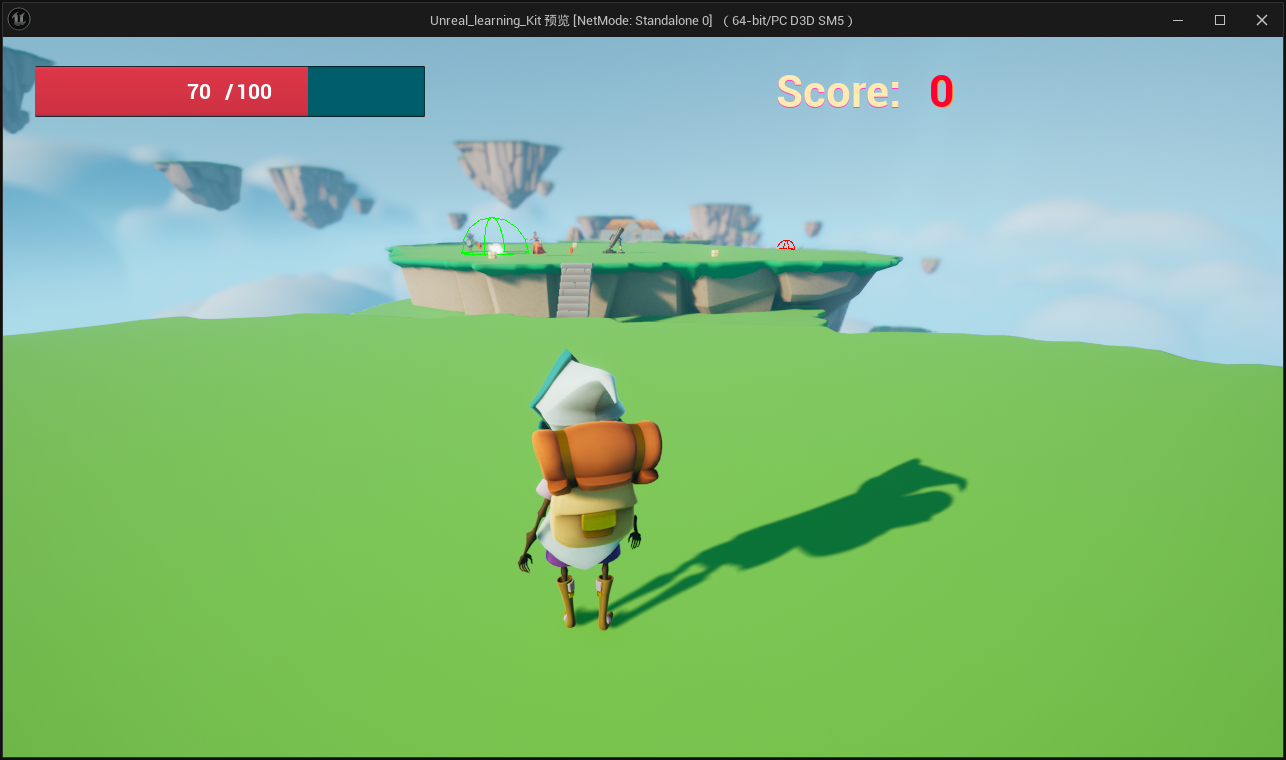 Unreal_learning_Kit 预览 [NetMode: Standalone 0] ( 64-bit/PC D3D SM5 )
70 /100
Score: 0